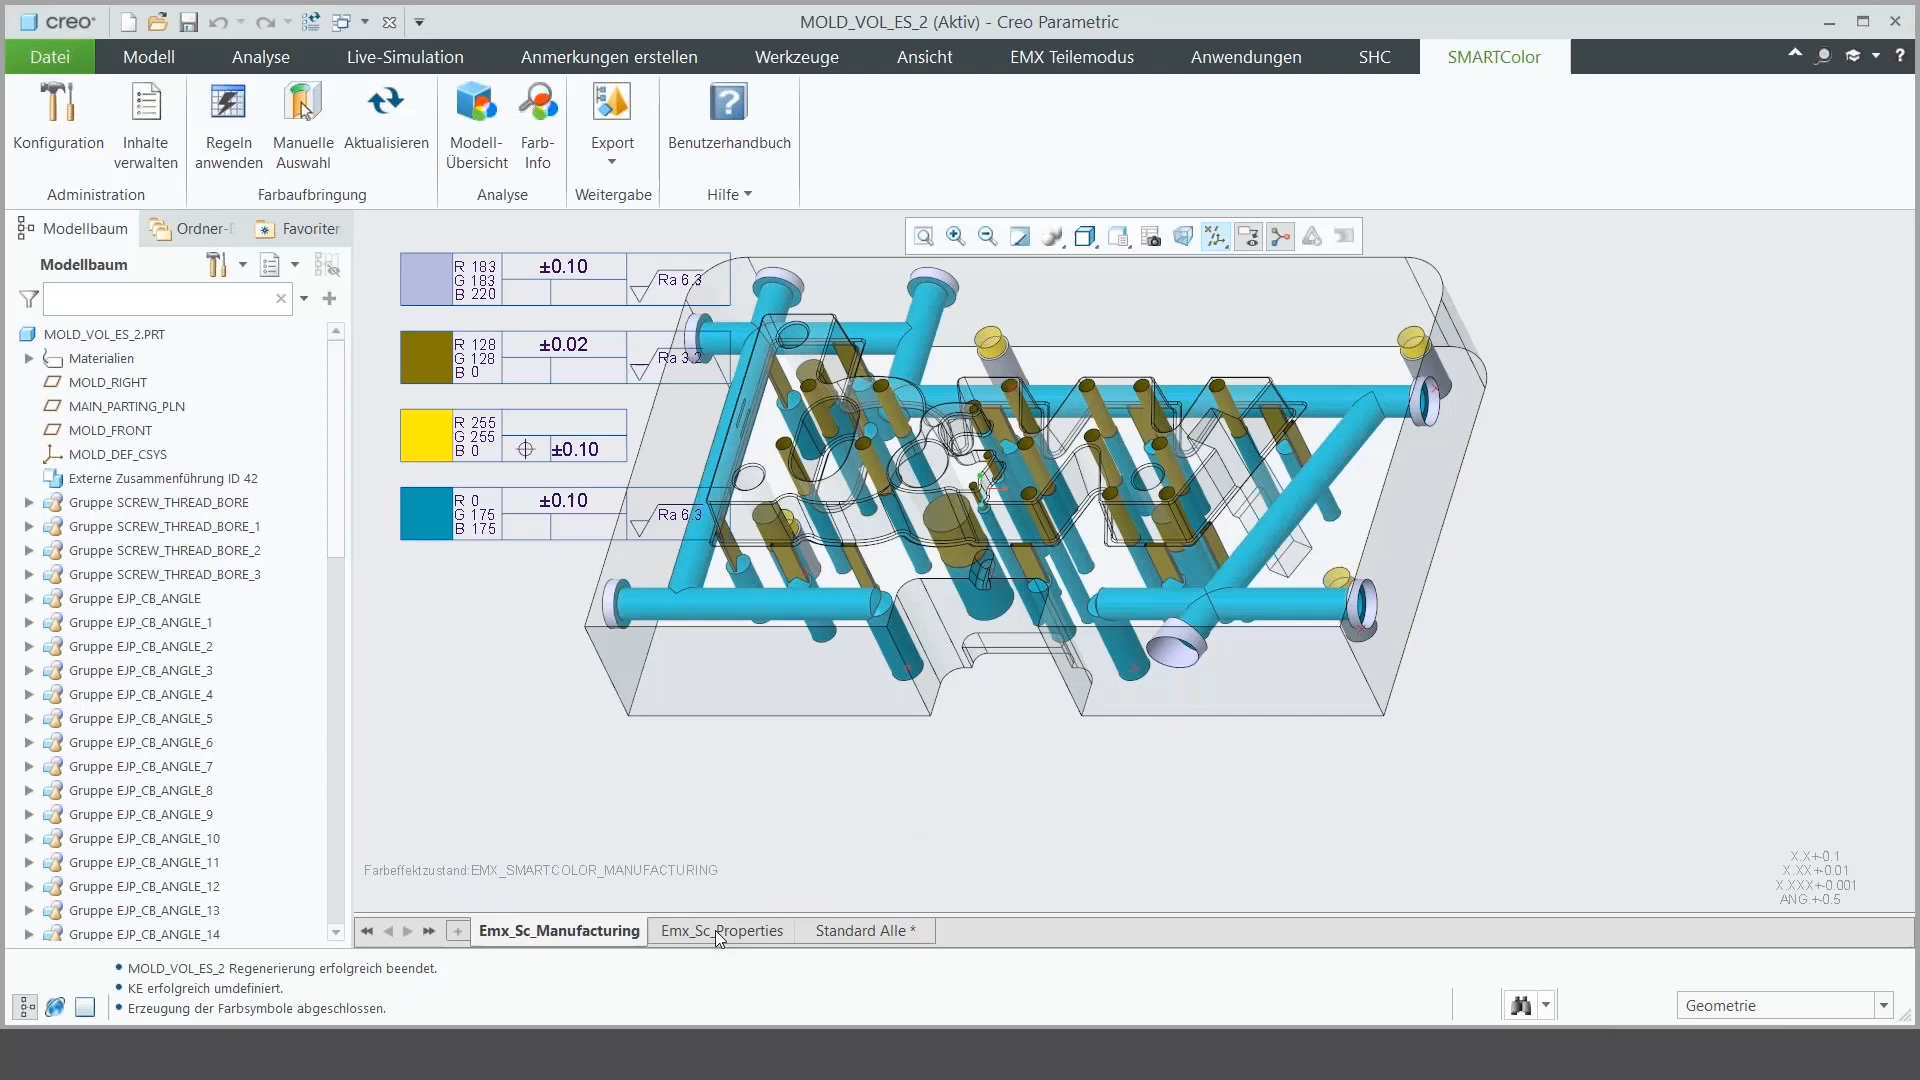 creo
MOLD_VOL_ES_2 (Aktiv) - Creo Parametric
Datei
Modell
Analyse
Live-Simulation
Anmerkungen erstellen
Werkzeuge
Ansicht
EMX Teilemodus
Anwendungen
SHC
SMARTColor
Konfiguration
Inhalte
verwalten
Regeln
anwenden
Manuelle
Auswahl
Aktualisieren
Modell-
Übersicht
Farb-
Info
Export
Benutzerhandbuch
Administration
Farbaufbringung
Analyse
Weitergabe
Hilfe
Modellbaum
Ordner-
Favoriten
Modellbaum
MOLD_VOL_ES_2.PRT
Materialien
MOLD_RIGHT
MAIN_PARTING_PLN
MOLD_FRONT
MOLD_DEF_CSYS
Externe Zusammenführung ID 42
Gruppe SCREW_THREAD_BORE
Gruppe SCREW_THREAD_BORE_1
Gruppe SCREW_THREAD_BORE_2
Gruppe SCREW_THREAD_BORE_3
Gruppe EJP_CB_ANGLE
Gruppe EJP_CB_ANGLE_1
Gruppe EJP_CB_ANGLE_2
Gruppe EJP_CB_ANGLE_3
Gruppe EJP_CB_ANGLE_4
Gruppe EJP_CB_ANGLE_5
Gruppe EJP_CB_ANGLE_6
Gruppe EJP_CB_ANGLE_7
Gruppe EJP_CB_ANGLE_8
Gruppe EJP_CB_ANGLE_9
Gruppe EJP_CB_ANGLE_10
Gruppe EJP_CB_ANGLE_11
Gruppe EJP_CB_ANGLE_12
Gruppe EJP_CB_ANGLE_13
Gruppe EJP_CB_ANGLE_14
R 183
G 183
B 220
±0.10
Ra 6.3
R 128
G 128
B 0
±0.02
Ra 3.2
R 255
G 255
B 0
±0.10
R 0
G 175
B 175
±0.10
Ra 6.3
Farbeffektzustand:EMX_SMARTCOLOR_MANUFACTURING
X.X+-0.1
X.XX+-0.01
X.XXX+-0.001
ANG.+-0.5
Emx_Sc_Manufacturing
Emx_Sc_Properties
Standard Alle *
MOLD_VOL_ES_2 Regenerierung erfolgreich beendet.
KE erfolgreich umdefiniert.
Erzeugung der Farbsymbole abgeschlossen.
Geometrie